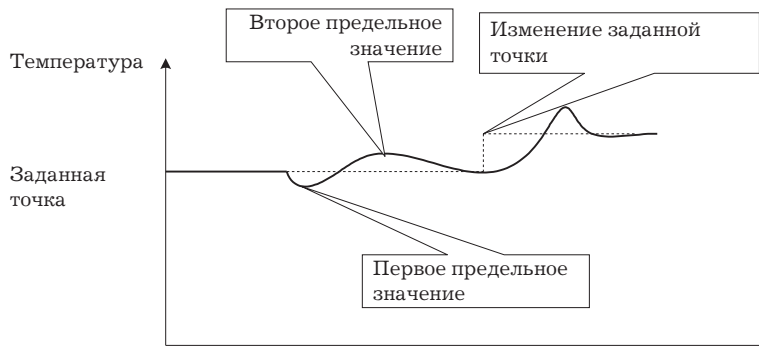 Второе предельное
значение
Изменение заданной
точки
Температура
Заданная
точка
Первое предельное
значение